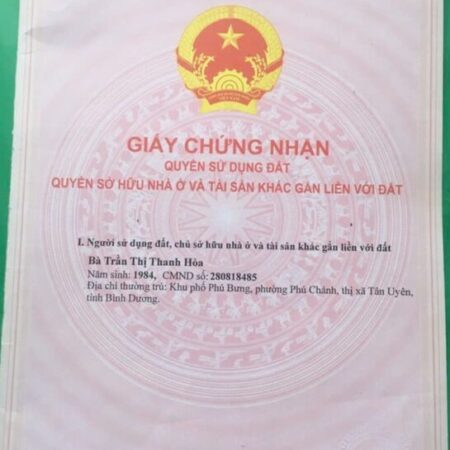 GIẤY CHỨNG NHẬN
QUYỀN SỬ DỤNG ĐẤT
QUYỀN SỞ HỮU NHÀ Ở VÀ TÀI SẢN KHÁC GẮN LIỀN VỚI ĐẤT
I. Người sử dụng đất, chủ sở hữu nhà ở và tài sản khác gắn liền với đất
Bà Trần Thị Thanh Hòa
Năm sinh: 1984, CMND số: 280818485
Địa chỉ thường trú: Khu phố Phú Bưng, phường Phú Chánh, thị xã Tân Uyên,
tỉnh Bình Dương.